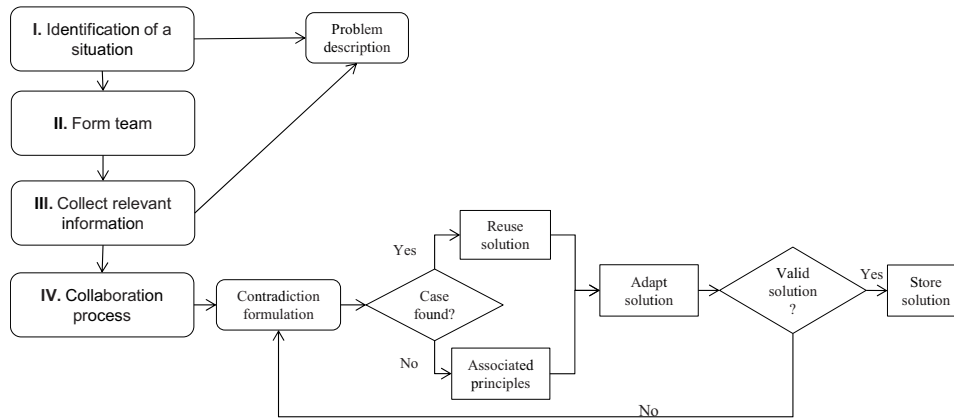 I. Identification of a
situation
Problem
description
II. Form team
III. Collect relevant
information
IV. Collaboration
process
Contradiction
formulation
Yes
Case
found?
No
Reuse
solution
Associated
principles
Adapt
solution
Valid
solution
?
Yes
Store
solution
No